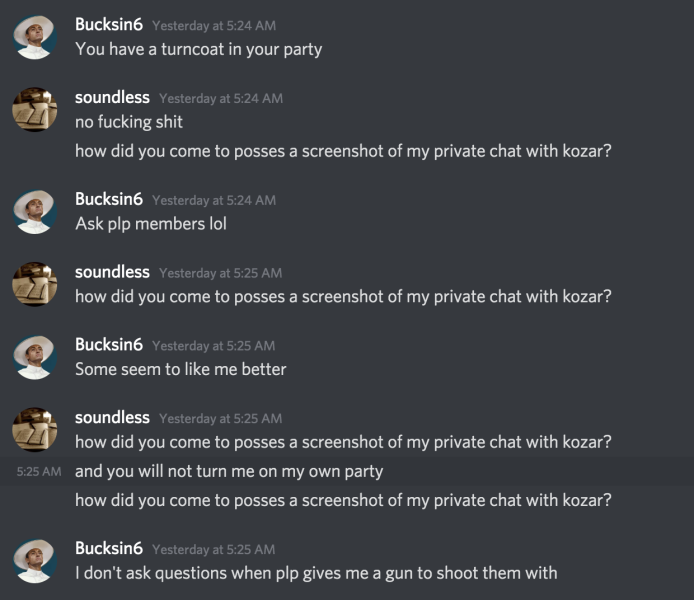 Bucksin6 Yesterday at 5:24 AM
You have a turncoat in your party
soundless Yesterday at 5:24 AM
no fucking shit
how did you come to posses a screenshot of my private chat with kozar?
Bucksin6 Yesterday at 5:24 AM
Ask plp members lol
soundless Yesterday at 5:25 AM
how did you come to posses a screenshot of my private chat with kozar?
Bucksin6 Yesterday at 5:25 AM
Some seem to like me better
soundless Yesterday at 5:25 AM
how did you come to posses a screenshot of my private chat with kozar?
5:25 AM and you will not turn me on my own party
how did you come to posses a screenshot of my private chat with kozar?
Bucksin6 Yesterday at 5:25 AM
I don't ask questions when plp gives me a gun to shoot them with